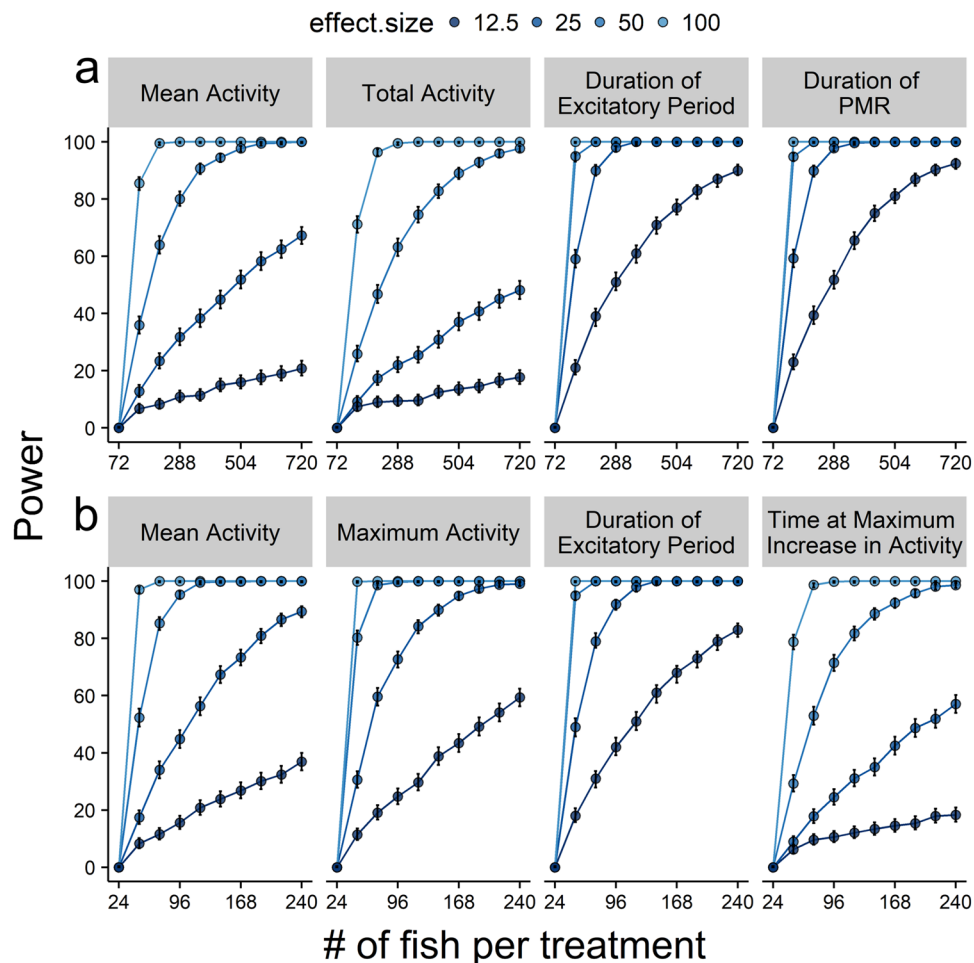 effect.size 12.5 25 50 100
a
Mean Activity
Total Activity
Duration of
Excitatory Period
Duration of
PMR
100
80
60
40
20
0
72 288 504 720
72 288 504 720
72 288 504 720
72 288 504 720
Power
b
Mean Activity
Maximum Activity
Duration of
Excitatory Period
Time at Maximum
Increase in Activity
100
80
60
40
20
0
24 96 168 240
24 96 168 240
24 96 168 240
24 96 168 240
# of fish per treatment